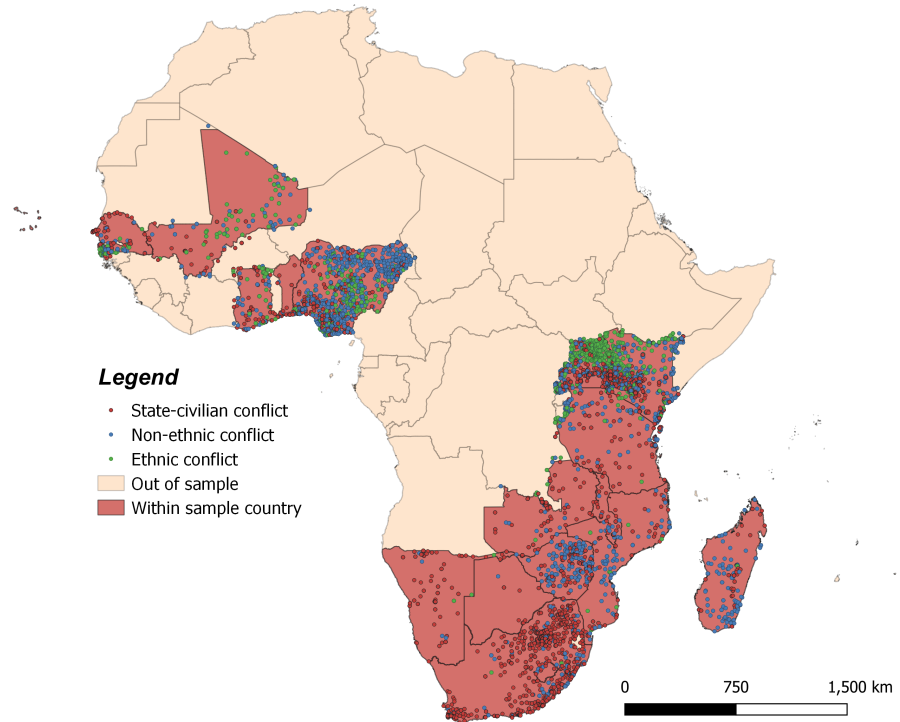 Legend
State-civilian conflict
Non-ethnic conflict
Ethnic conflict
Out of sample
Within sample country
0 750 1,500 km